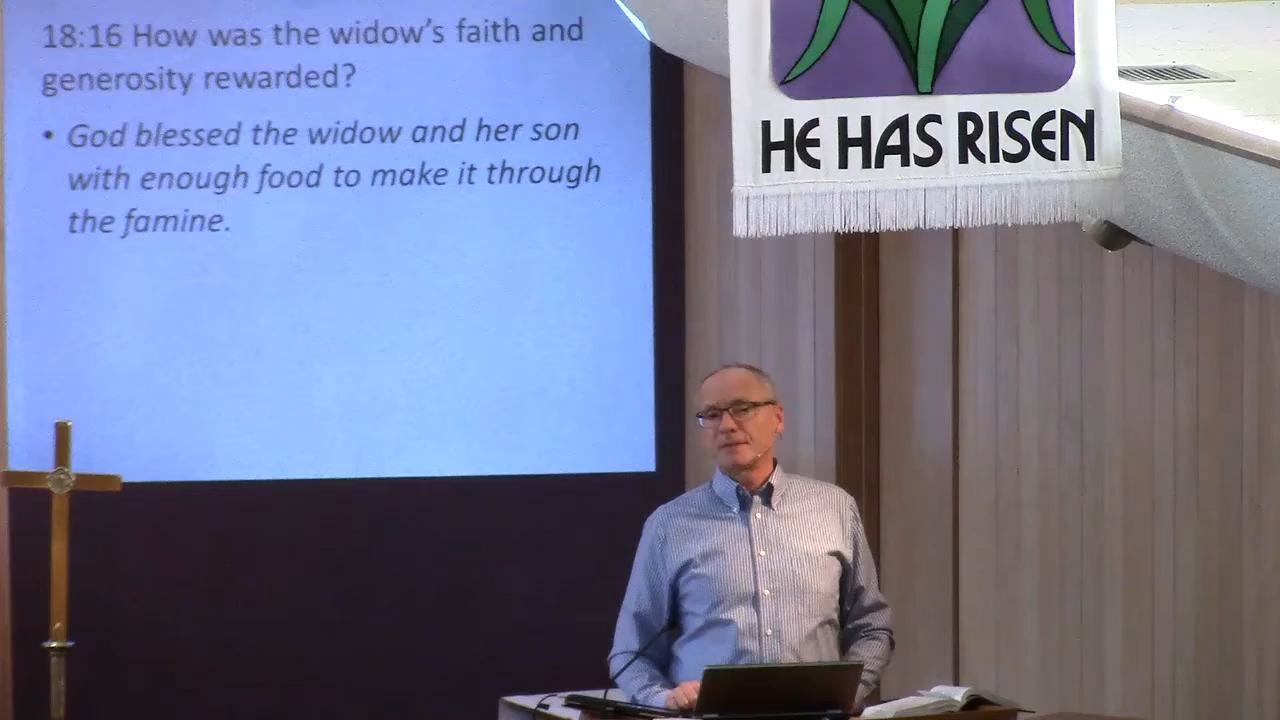 18:16 How was the widow's faith and
generosity rewarded?
• God blessed the widow and her son
with enough food to make it through
the famine.
HE HAS RISEN